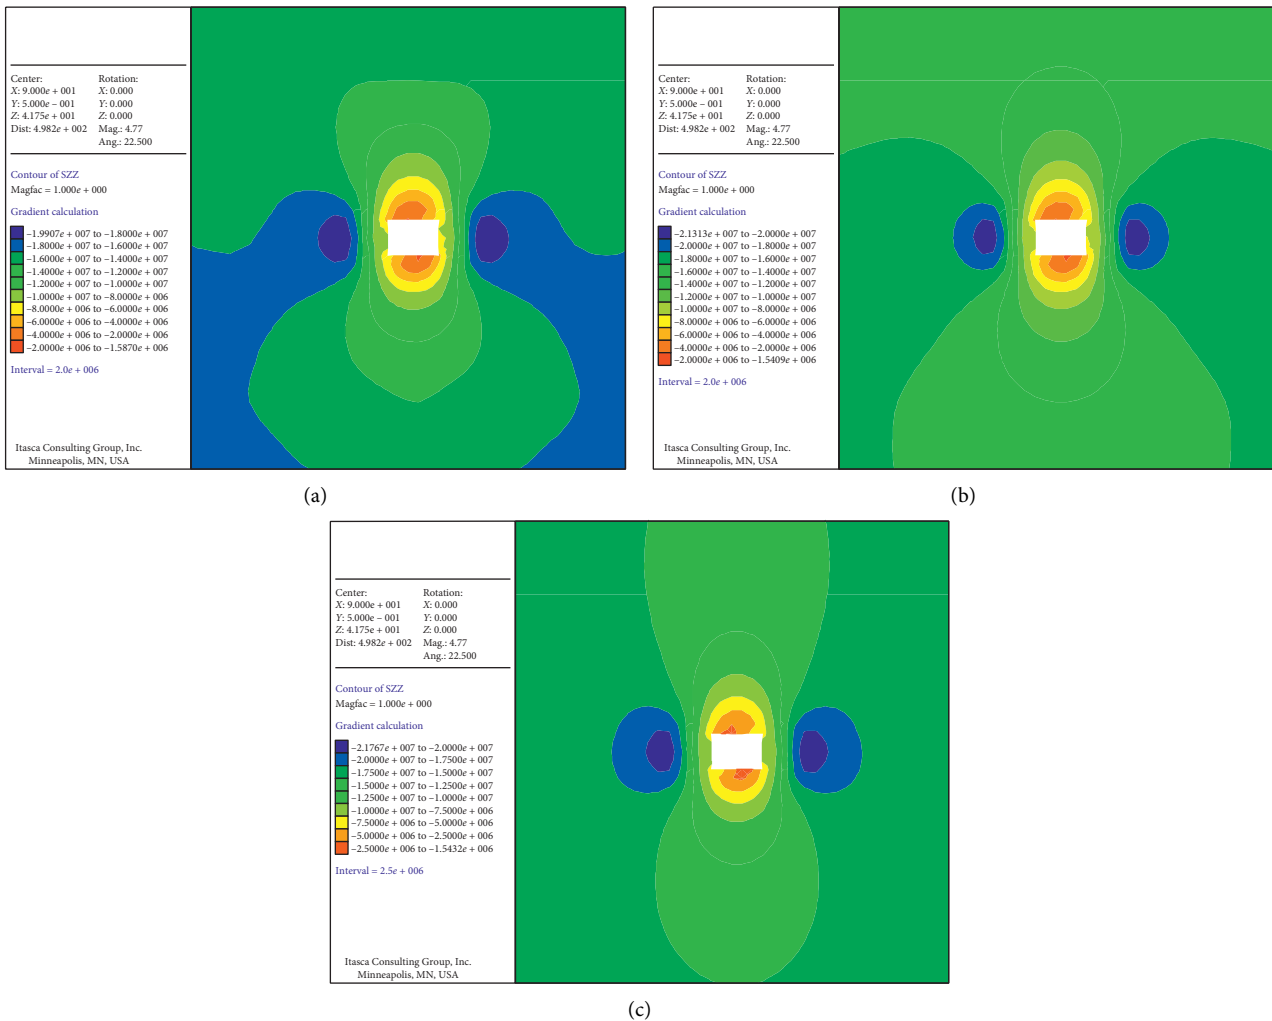 Center: Rotation:
X: 9.000e + 001 X: 0.000
Y: 5.000e – 001 Y: 0.000
Z: 4.175e + 001 Z: 0.000
Dist: 4.982e + 002 Mag.: 4.77
Ang.: 22.500
Contour of SZZ
Magfac = 1.000e + 000
Gradient calculation
–1.9907e + 007 to –1.8000e + 007
–1.8000e + 007 to –1.6000e + 007
–1.6000e + 007 to –1.4000e + 007
–1.4000e + 007 to –1.2000e + 007
–1.2000e + 007 to –1.0000e + 007
–1.0000e + 007 to –8.0000e + 006
–8.0000e + 006 to –6.0000e + 006
–6.0000e + 006 to –4.0000e + 006
–4.0000e + 006 to –2.0000e + 006
–2.0000e + 006 to –1.5870e + 006
Interval = 2.0e + 006
Itasca Consulting Group, Inc.
Minneapolis, MN, USA
(a)
Center: Rotation:
X: 9.000e + 001 X: 0.000
Y: 5.000e – 001 Y: 0.000
Z: 4.175e + 001 Z: 0.000
Dist: 4.982e + 002 Mag.: 4.77
Ang.: 22.500
Contour of SZZ
Magfac = 1.000e + 000
Gradient calculation
–2.1313e + 007 to –2.0000e + 007
–2.0000e + 007 to –1.8000e + 007
–1.8000e + 007 to –1.6000e + 007
–1.6000e + 007 to –1.4000e + 007
–1.4000e + 007 to –1.2000e + 007
–1.2000e + 007 to –1.0000e + 007
–1.0000e + 007 to –8.0000e + 006
–8.0000e + 006 to –6.0000e + 006
–6.0000e + 006 to –4.0000e + 006
–4.0000e + 006 to –2.0000e + 006
–2.0000e + 006 to –1.5409e + 006
Interval = 2.0e + 006
Itasca Consulting Group, Inc.
Minneapolis, MN, USA
(b)
Center: Rotation:
X: 9.000e + 001 X: 0.000
Y: 5.000e – 001 Y: 0.000
Z: 4.175e + 001 Z: 0.000
Dist: 4.982e + 002 Mag.: 4.77
Ang.: 22.500
Contour of SZZ
Magfac = 1.000e + 000
Gradient calculation
–2.1767e + 007 to –2.0000e + 007
–2.0000e + 007 to –1.7500e + 007
–1.7500e + 007 to –1.5000e + 007
–1.5000e + 007 to –1.2500e + 007
–1.2500e + 007 to –1.0000e + 007
–1.0000e + 007 to –7.5000e + 006
–7.5000e + 006 to –5.0000e + 006
–5.0000e + 006 to –2.5000e + 006
–2.5000e + 006 to –1.5432e + 006
Interval = 2.5e + 006
Itasca Consulting Group, Inc.
Minneapolis, MN, USA
(c)